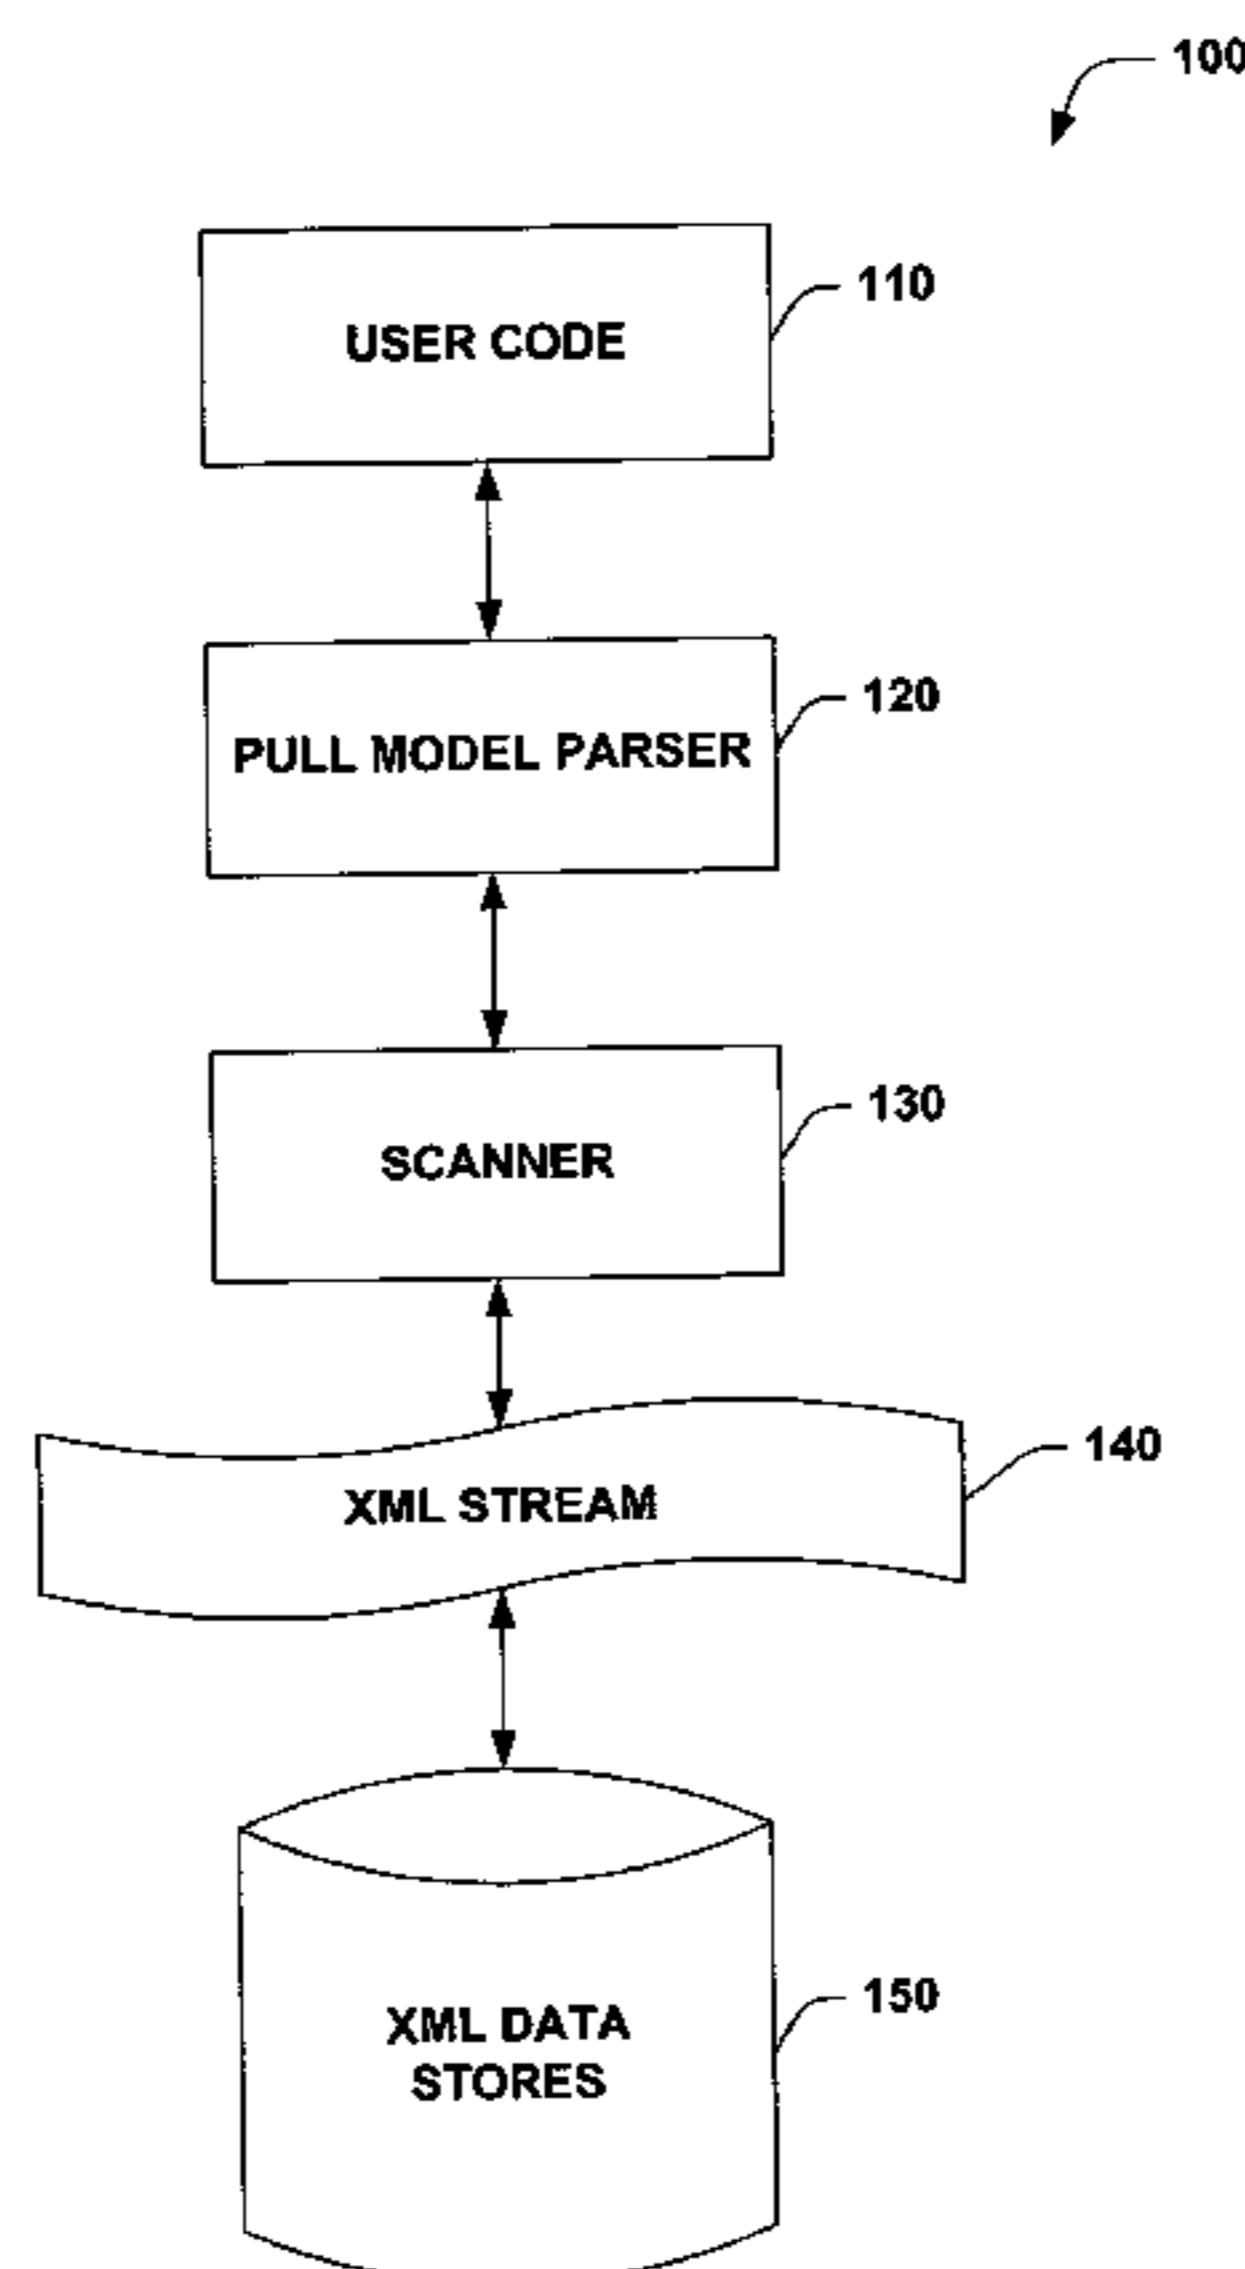 100
USER CODE
110
PULL MODEL PARSER
120
SCANNER
130
XML STREAM
140
XML DATA
STORES
150